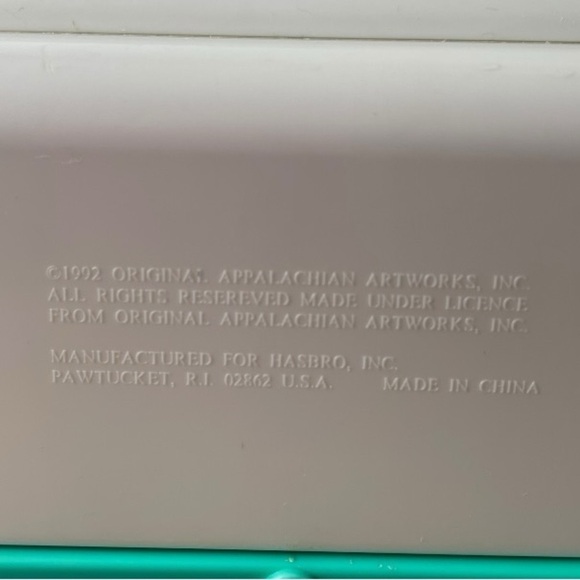 ©1992 ORIGINAL APPALACHIAN ARTWORKS, INC.
ALL RIGHTS RESEREVED MADE UNDER LICENCE
FROM ORIGINAL APPALACHIAN ARTWORKS, INC.
MANUFACTURED FOR HASBRO, INC.
PAWTUCKET, R.I. 02862 U.S.A. MADE IN CHINA